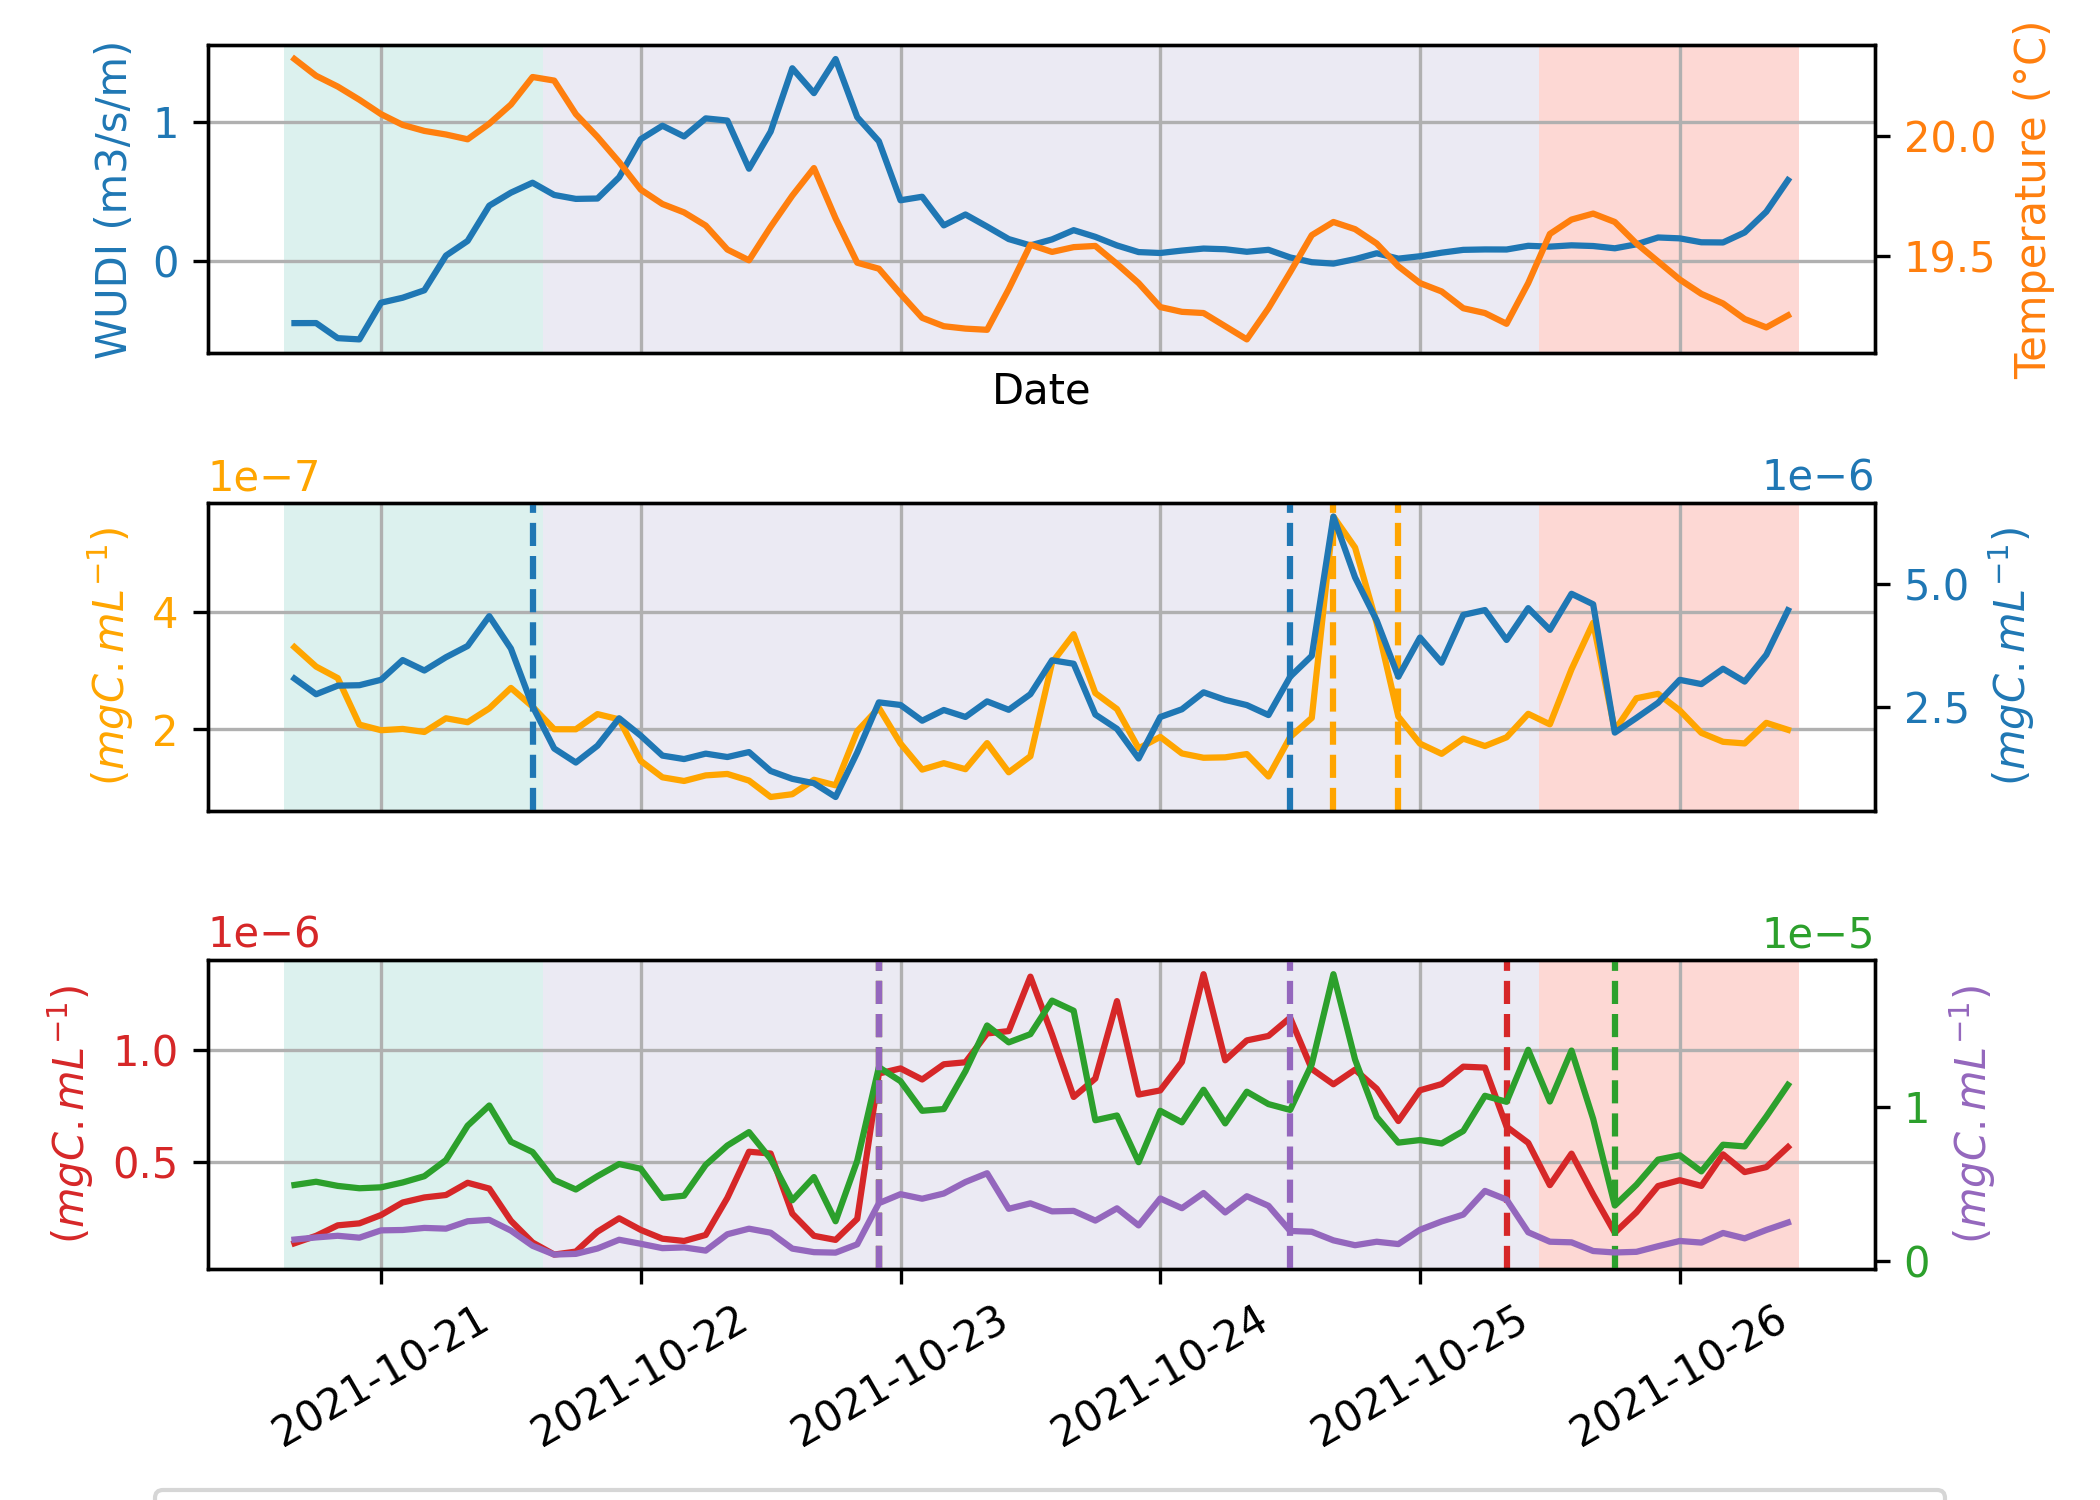 WUDI (m3/s/m)
1
0
20.0
19.5
Temperature (°C)
Date
1e−7
1e−6
(mgC.mL⁻¹)
4
2
5.0
2.5
(mgC.mL⁻¹)
1e−6
1e−5
(mgC.mL⁻¹)
1.0
0.5
1
0
(mgC.mL⁻¹)
2021-10-21
2021-10-22
2021-10-23
2021-10-24
2021-10-25
2021-10-26